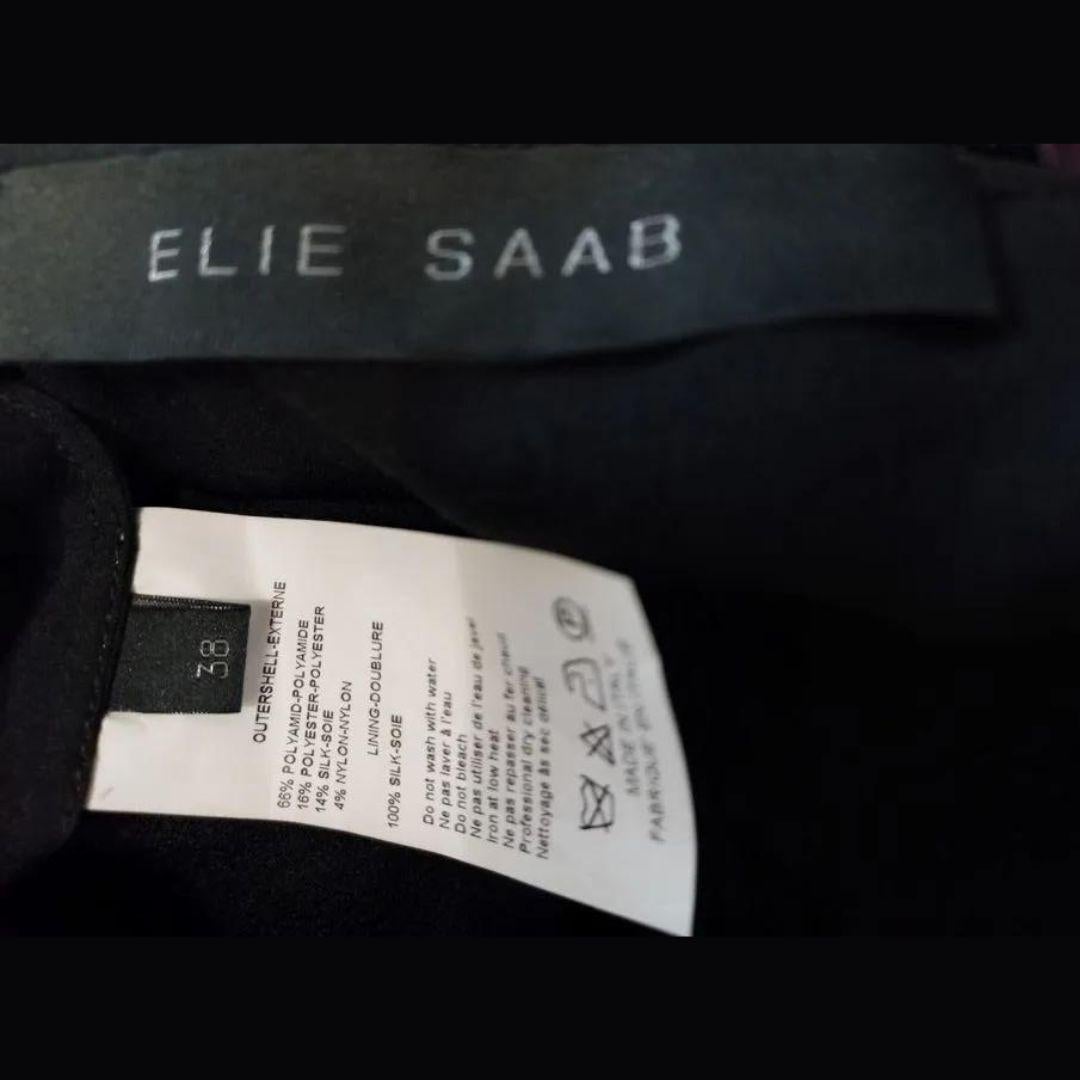 ELIE SAAB
38
OUTERSHELL-EXTERNE
66% POLYAMID-POLYAMIDE
16% POLYESTER-POLYESTER
14% SILK-SOIE
4% NYLON-NYLON
LINING-DOUBLURE
100% SILK-SOIE
Do not wash with water
Ne pas laver à l'eau
Do not bleach
Ne pas utiliser de l'eau de javel
Iron at low heat
Ne pas repasser au fer chaud
Professional dry cleaning
Nettoyage às sec délicat
P
MADE IN ITALY
FABRIQUE EN ITALIE